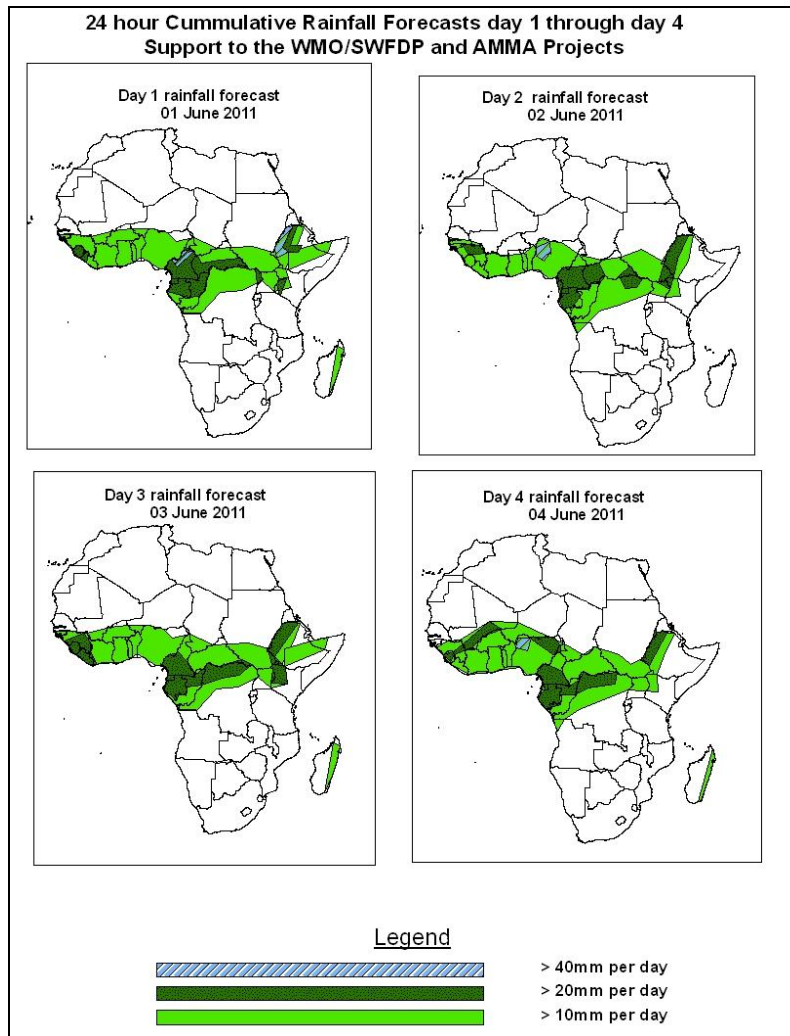 24 hour Cummulative Rainfall Forecasts day 1 through day 4
Support to the WMO/SWFDP and AMMA Projects
Day 1 rainfall forecast
01 June 2011
Day 2 rainfall forecast
02 June 2011
Day 3 rainfall forecast
03 June 2011
Day 4 rainfall forecast
04 June 2011
Legend
> 40mm per day
> 20mm per day
> 10mm per day